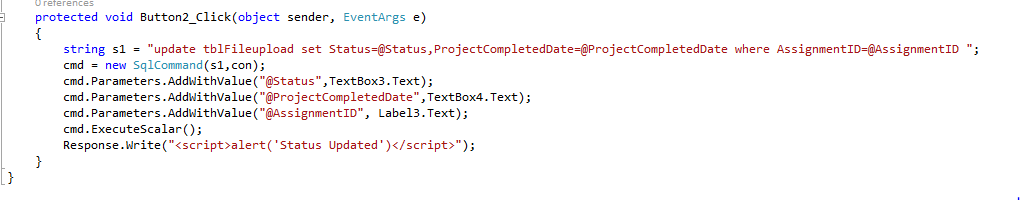 0 references
protected void Button2_Click(object sender, EventArgs e)
{
string s1 = "update tblFileupload set Status=@Status,ProjectCompletedDate=@ProjectCompletedDate where AssignmentID=@AssignmentID ";
cmd = new SqlCommand(s1,con);
cmd.Parameters.AddWithValue("@Status",TextBox3.Text);
cmd.Parameters.AddWithValue("@ProjectCompletedDate",TextBox4.Text);
cmd.Parameters.AddWithValue("@AssignmentID", Label3.Text);
cmd.ExecuteScalar();
Response.Write("<script>alert('Status Updated')</script>");
}
}